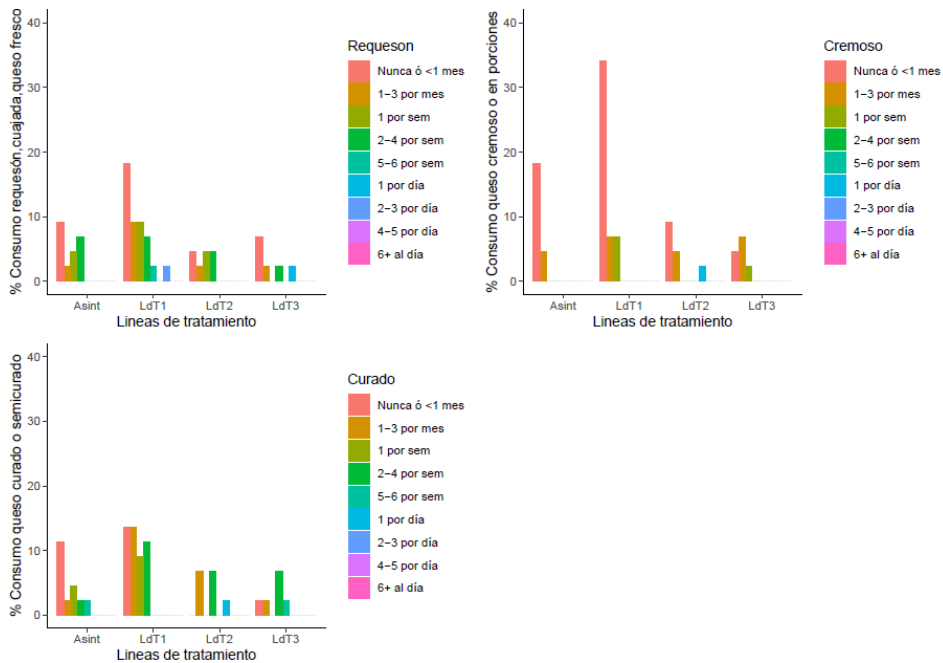 % Consumo requesón,cuajada,queso fresco
40
30
20
10
0
Asint LdT1 LdT2 LdT3
Lineas de tratamiento
Requeson
Nunca ó <1 mes
1−3 por mes
1 por sem
2−4 por sem
5−6 por sem
1 por día
2−3 por día
4−5 por día
6+ al día
% Consumo queso cremoso o en porciones
40
30
20
10
0
Asint LdT1 LdT2 LdT3
Lineas de tratamiento
Cremoso
Nunca ó <1 mes
1−3 por mes
1 por sem
2−4 por sem
5−6 por sem
1 por día
2−3 por día
4−5 por día
6+ al día
% Consumo queso curado o semicurado
40
30
20
10
0
Asint LdT1 LdT2 LdT3
Lineas de tratamiento
Curado
Nunca ó <1 mes
1−3 por mes
1 por sem
2−4 por sem
5−6 por sem
1 por día
2−3 por día
4−5 por día
6+ al día